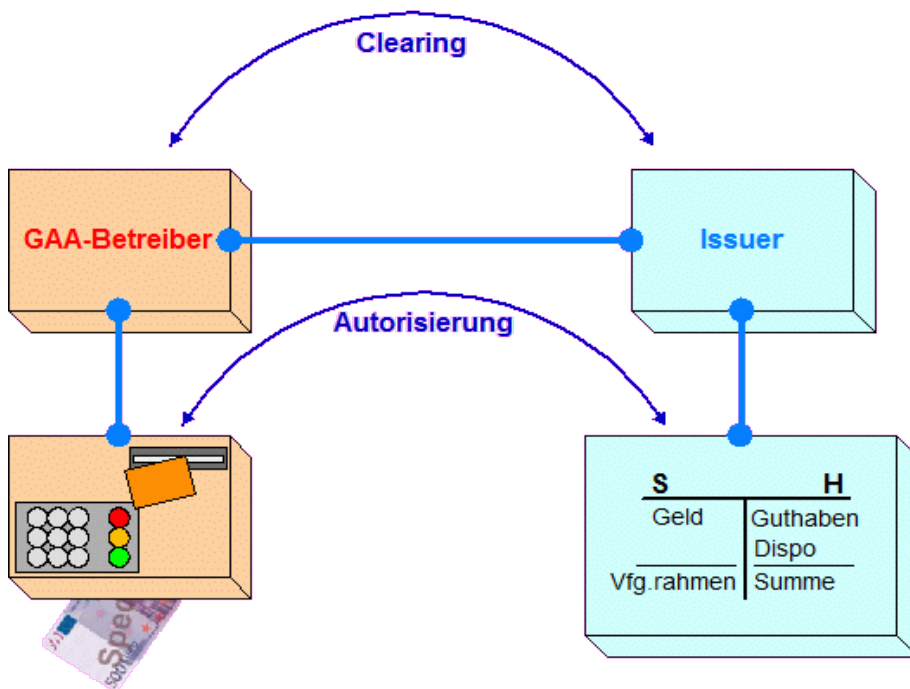 Clearing
GAA-Betreiber
Issuer
Autorisierung
S H
Geld Guthaben
Dispo
Vfg.rahmen Summe